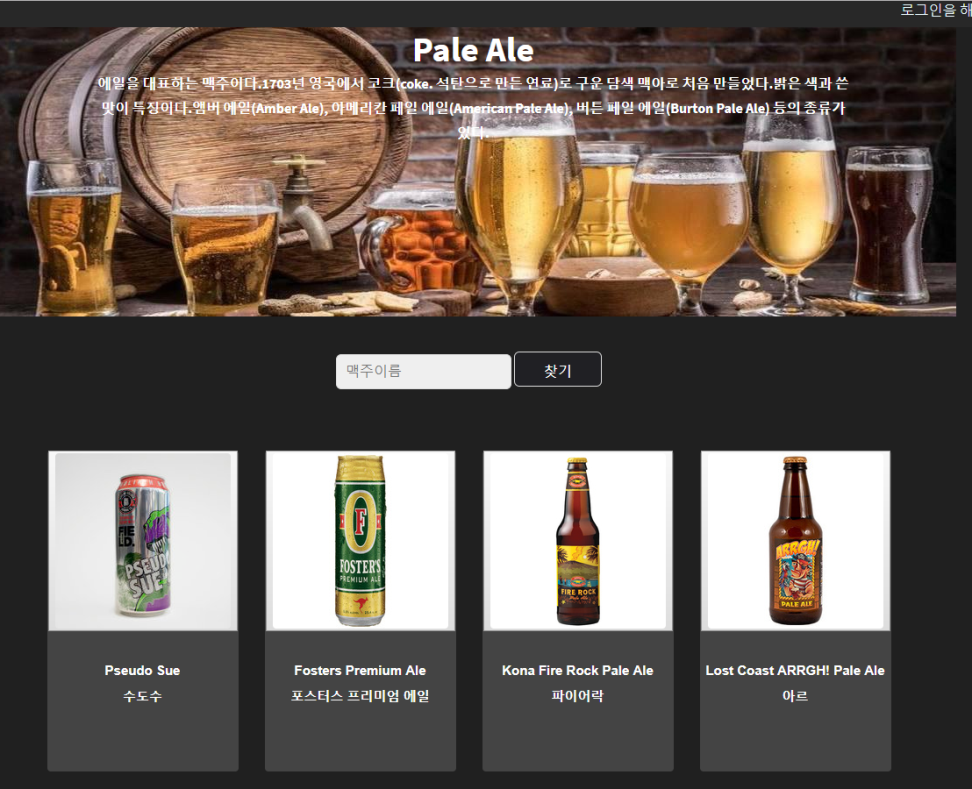 로그인을 해
Pale Ale
에일을 대표하는 맥주이다.1703년 영국에서 코크(coke. 석탄으로 만든 연료)로 구운 담색 맥아로 처음 만들었다.밝은 색과 쓴
맛이 특징이다.앰버 에일(Amber Ale), 아메리칸 페일 에일(American Pale Ale), 버튼 페일 에일(Burton Pale Ale) 등의 종류가
있다.
맥주이름
찾기
PSEUDO
SUE
F
FOSTER'S
PREMIUM ALE
FIRE ROCK
Pale Ale
ARRGH!
PALE ALE
Pseudo Sue
수도수
Fosters Premium Ale
포스터스 프리미엄 에일
Kona Fire Rock Pale Ale
파이어락
Lost Coast ARRGH! Pale Ale
아르